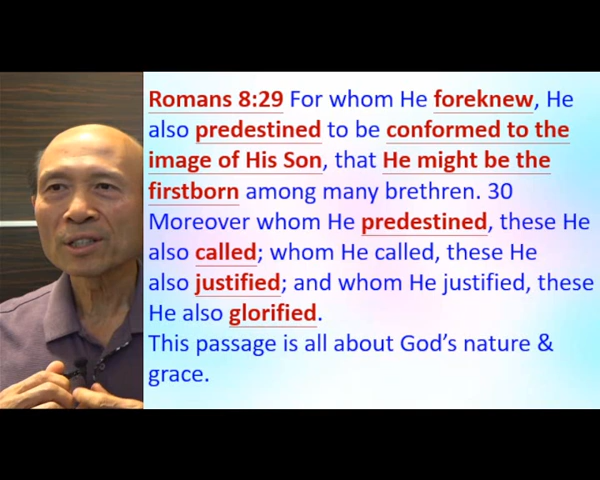 Romans 8:29 For whom He foreknew, He
also predestined to be conformed to the
image of His Son, that He might be the
firstborn among many brethren. 30
Moreover whom He predestined, these He
also called; whom He called, these He
also justified; and whom He justified, these
He also glorified.
This passage is all about God's nature &
grace.